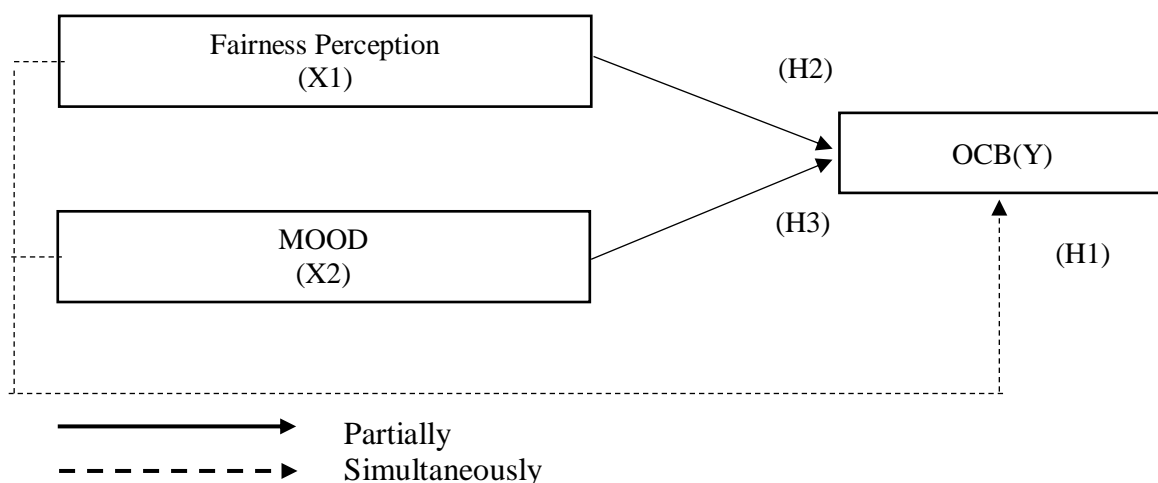 Fairness Perception
(X1)
(H2)
OCB(Y)
MOOD
(X2)
(H3)
(H1)
Partially
Simultaneously